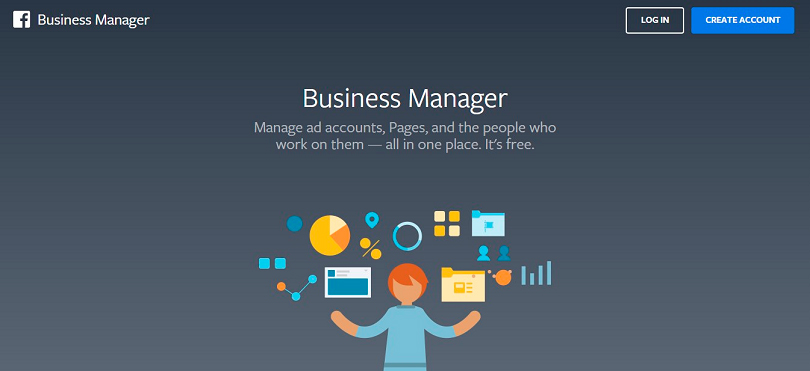 Business Manager
LOG IN
CREATE ACCOUNT
Business Manager
Manage ad accounts, Pages, and the people who
work on them — all in one place. It's free.